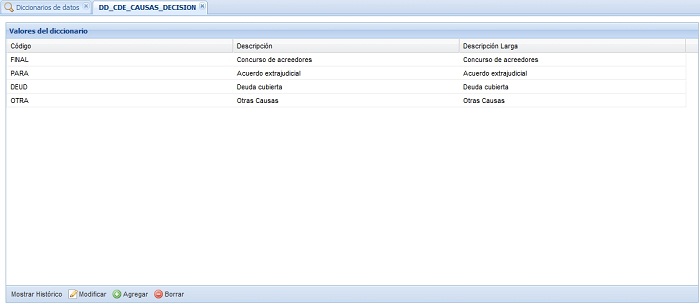 Diccionarios de datos DD_CDE_CAUSAS_DECISION
Valores del diccionario
Código Descripción Descripción Larga
FINAL Concurso de acreedores Concurso de acreedores
PARA Acuerdo extrajudicial Acuerdo extrajudicial
DEUD Deuda cubierta Deuda cubierta
OTRA Otras Causas Otras Causas
Mostrar Histórico Modificar Agregar Borrar